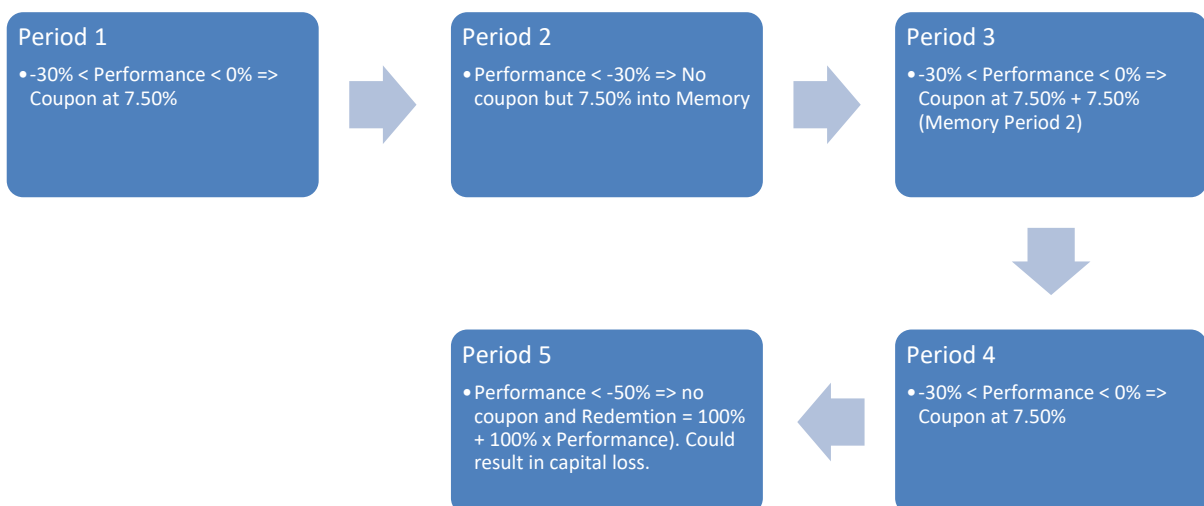 Period 1
•-30% < Performance < 0% =>
Coupon at 7.50%
Period 2
•Performance < -30% => No
coupon but 7.50% into Memory
Period 3
•-30% < Performance < 0% =>
Coupon at 7.50% + 7.50%
(Memory Period 2)
Period 4
•-30% < Performance < 0% =>
Coupon at 7.50%
Period 5
•Performance < -50% => no
coupon and Redemtion = 100%
+ 100% x Performance). Could
result in capital loss.